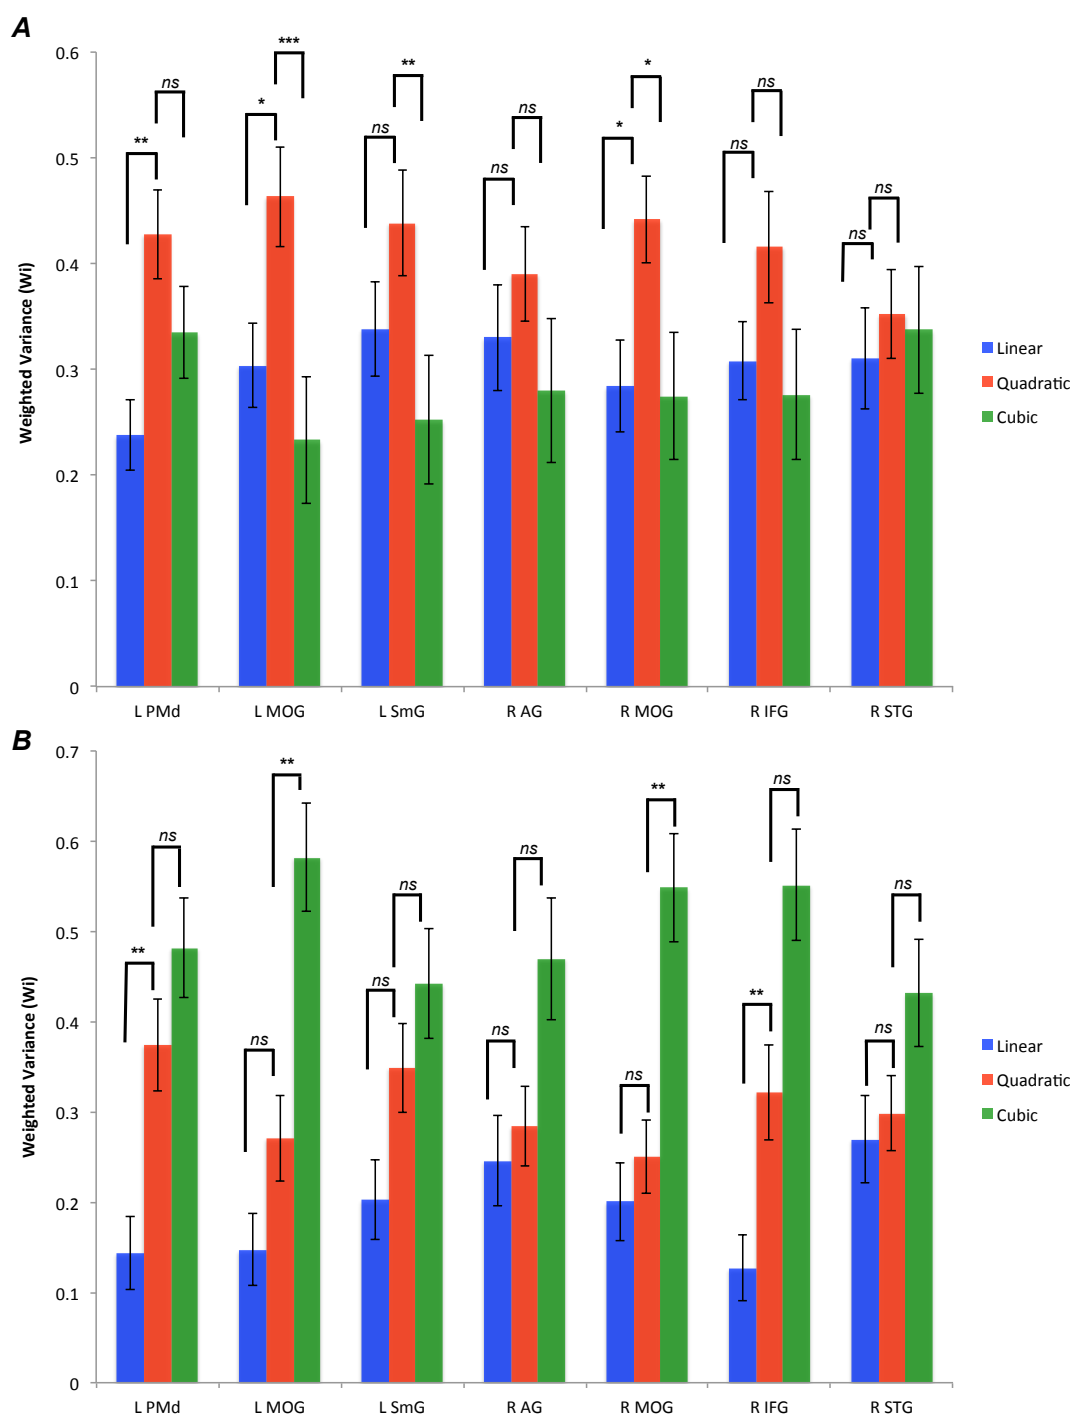 A
0.6
0.5
0.4
0.3
0.2
0.1
0
Weighted Variance (Wi)
** ns
* ***
ns **
ns ns
* *
ns ns
ns ns
Linear
Quadratic
Cubic
L PMd L MOG L SmG R AG R MOG R IFG R STG
B
0.7
0.6
0.5
0.4
0.3
0.2
0.1
0
Weighted Variance (Wi)
** ns
ns **
ns ns
ns ns
ns **
** ns
ns ns
Linear
Quadratic
Cubic
L PMd L MOG L SmG R AG R MOG R IFG R STG